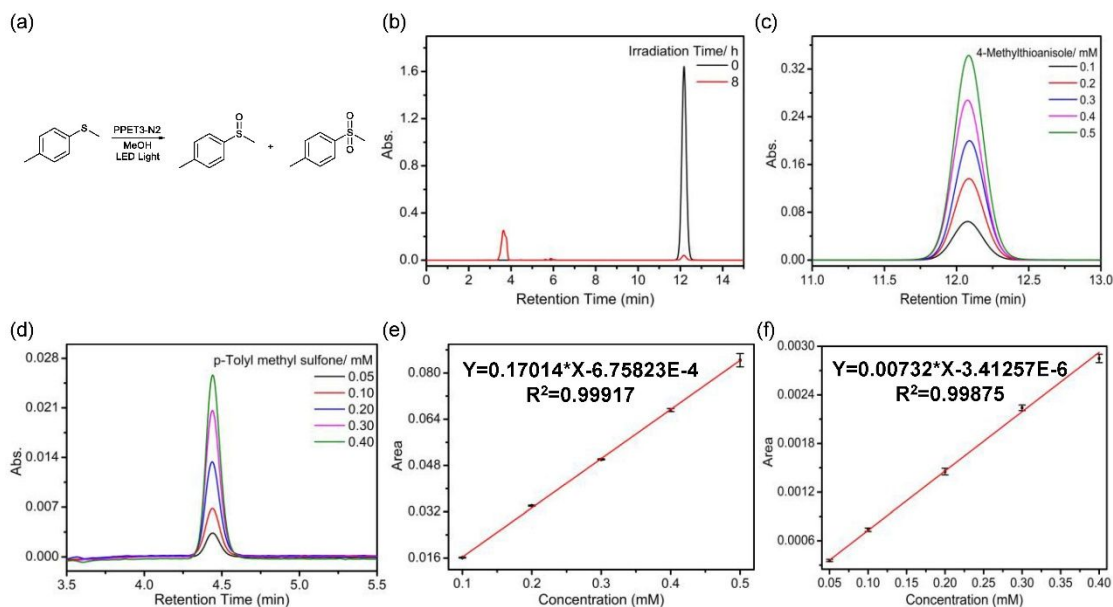 (a)
S
PPET3-N2
MeOH
LED Light
O
S
+
O
S
O
(b)
Irradiation Time/ h
0
8
Abs.
1.6
1.2
0.8
0.4
0.0
0 2 4 6 8 10 12 14
Retention Time (min)
(c)
4-Methylthioanisole/ mM
0.1
0.2
0.3
0.4
0.5
Abs.
0.32
0.24
0.16
0.08
0.00
11.0 11.5 12.0 12.5 13.0
Retention Time (min)
(d)
p-Tolyl methyl sulfone/ mM
0.05
0.10
0.20
0.30
0.40
Abs.
0.028
0.021
0.014
0.007
0.000
3.5 4.0 4.5 5.0 5.5
Retention Time (min)
(e)
Y=0.17014*X-6.75823E-4
R²=0.99917
Area
0.080
0.064
0.048
0.032
0.016
0.1 0.2 0.3 0.4 0.5
Concentration (mM)
(f)
Y=0.00732*X-3.41257E-6
R²=0.99875
Area
0.0030
0.0024
0.0018
0.0012
0.0006
0.05 0.10 0.15 0.20 0.25 0.30 0.35 0.40
Concentration (mM)